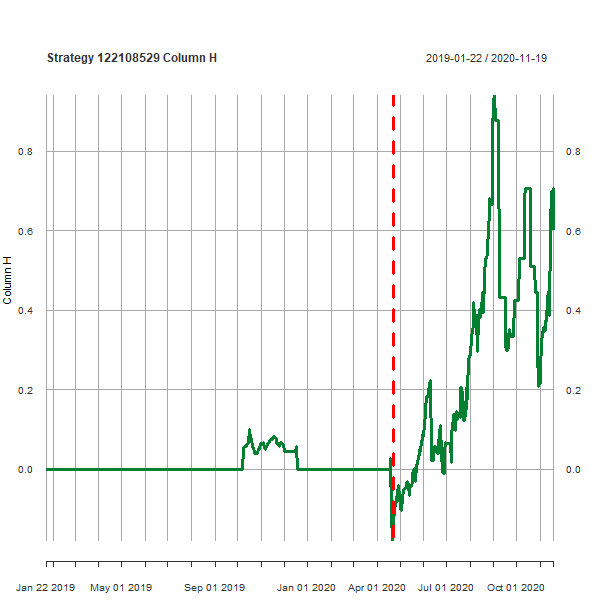 Strategy 122108529 Column H
2019-01-22 / 2020-11-19
0.8
0.8
0.6
0.6
Column H
0.4
0.4
0.2
0.2
0.0
0.0
Jan 22 2019
May 01 2019
Sep 01 2019
Jan 01 2020
Apr 01 2020
Jul 01 2020
Oct 01 2020